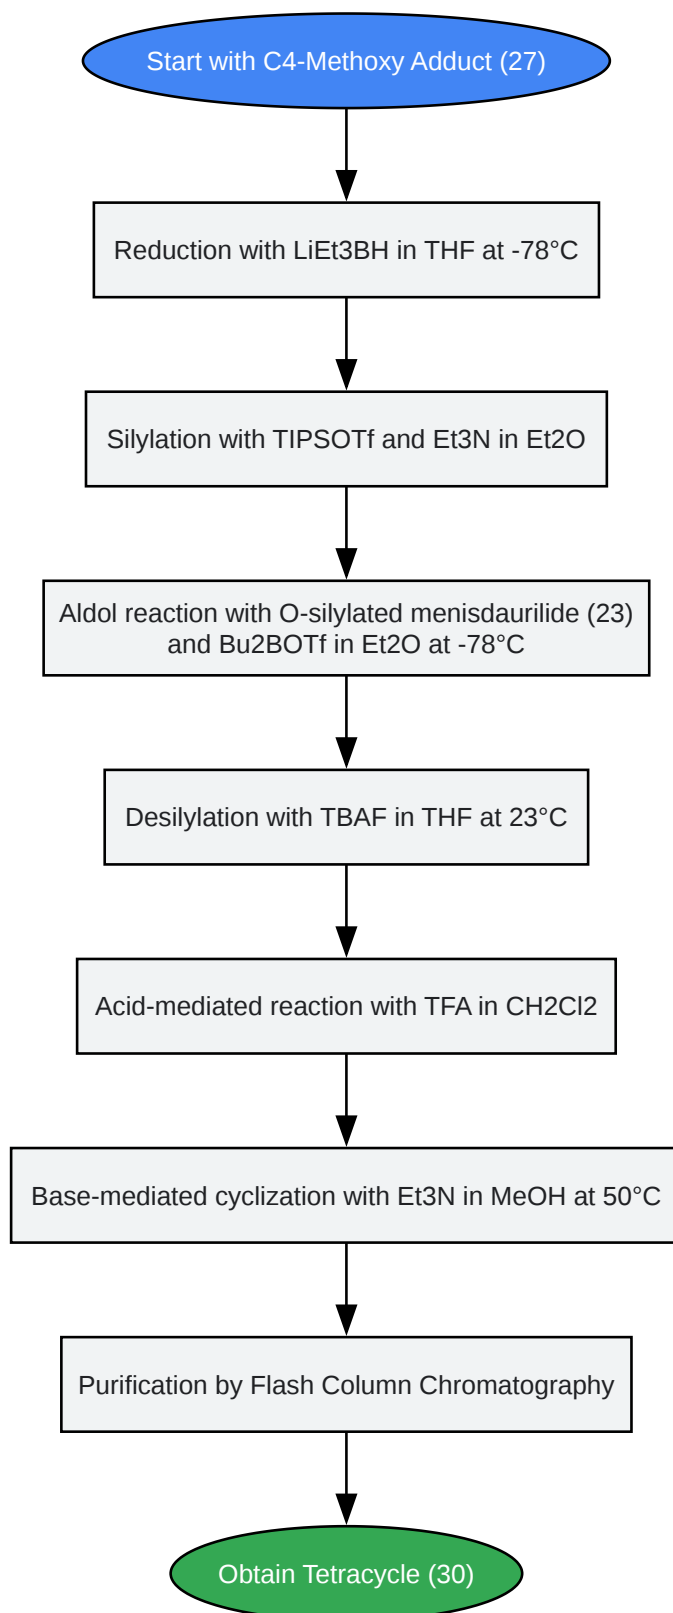 Start with C4-Methoxy Adduct (27)
Reduction with LiEt3BH in THF at -78°C
Silylation with TIPSOTf and Et3N in Et2O
Aldol reaction with O-silylated menisdaurilide (23)
and Bu2BOTf in Et2O at -78°C
Desilylation with TBAF in THF at 23°C
Acid-mediated reaction with TFA in CH2Cl2
Base-mediated cyclization with Et3N in MeOH at 50°C
Purification by Flash Column Chromatography
Obtain Tetracycle (30)